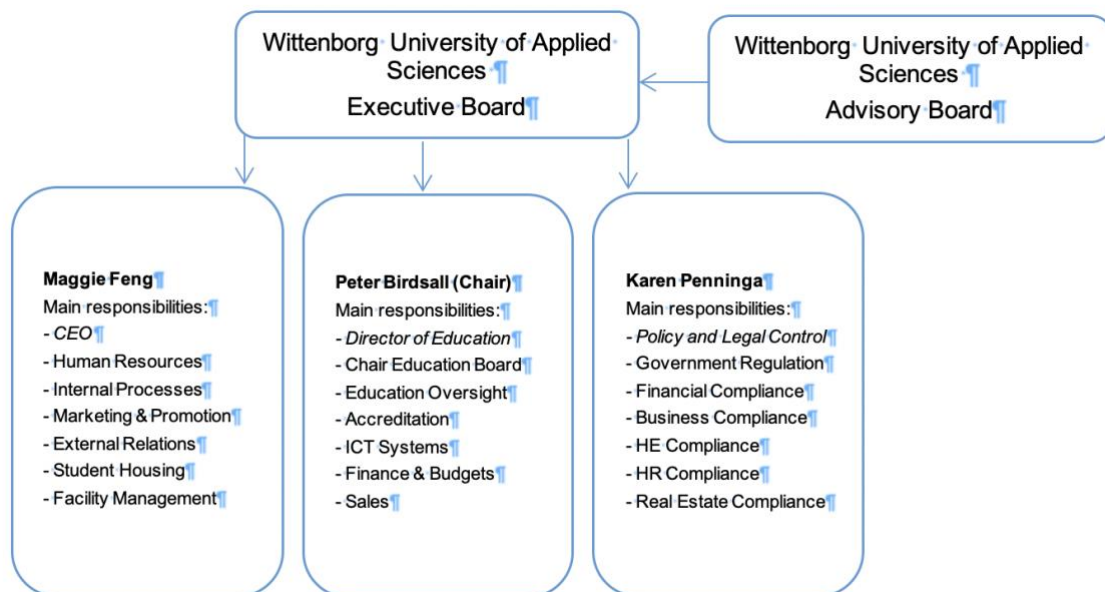 Wittenborg University of Applied
Sciences ¶
Executive Board¶
Wittenborg University of Applied
Sciences ¶
Advisory Board¶
Maggie Feng¶
Main responsibilities:¶
- CEO¶
- Human Resources¶
- Internal Processes¶
- Marketing & Promotion¶
- External Relations¶
- Student Housing¶
- Facility Management¶
Peter Birdsall (Chair)¶
Main responsibilities:¶
- Director of Education¶
- Chair Education Board¶
- Education Oversight¶
- Accreditation¶
- ICT Systems¶
- Finance & Budgets¶
- Sales¶
Karen Penninga¶
Main responsibilities:¶
- Policy and Legal Control¶
- Government Regulation¶
- Financial Compliance¶
- Business Compliance¶
- HE Compliance¶
- HR Compliance¶
- Real Estate Compliance¶